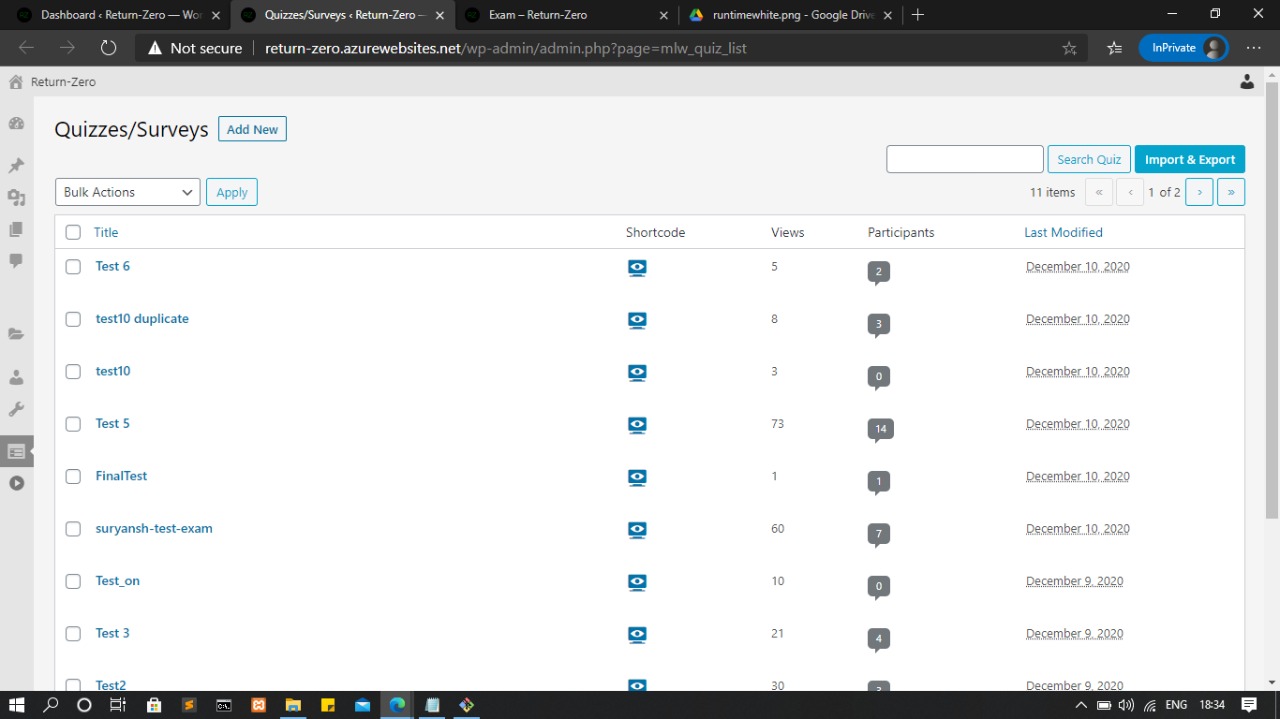 Dashboard ‹ Return-Zero — Wor
Quizzes/Surveys ‹ Return-Zero —
Exam – Return-Zero
runtimewhite.png - Google Drive
Not secure
return-zero.azurewebsites.net/wp-admin/admin.php?page=mlw_quiz_list
InPrivate
Return-Zero
Quizzes/Surveys
Add New
Search Quiz
Import & Export
Bulk Actions
Apply
11 items « ‹ 1 of 2 › »
Title Shortcode Views Participants Last Modified
Test 6 5 2 December 10, 2020
test10 duplicate 8 3 December 10, 2020
test10 3 0 December 10, 2020
Test 5 73 14 December 10, 2020
FinalTest 1 1 December 10, 2020
suryansh-test-exam 60 7 December 10, 2020
Test_on 10 0 December 9, 2020
Test 3 21 4 December 9, 2020
Test2 30 December 9, 2020
ENG 18:34